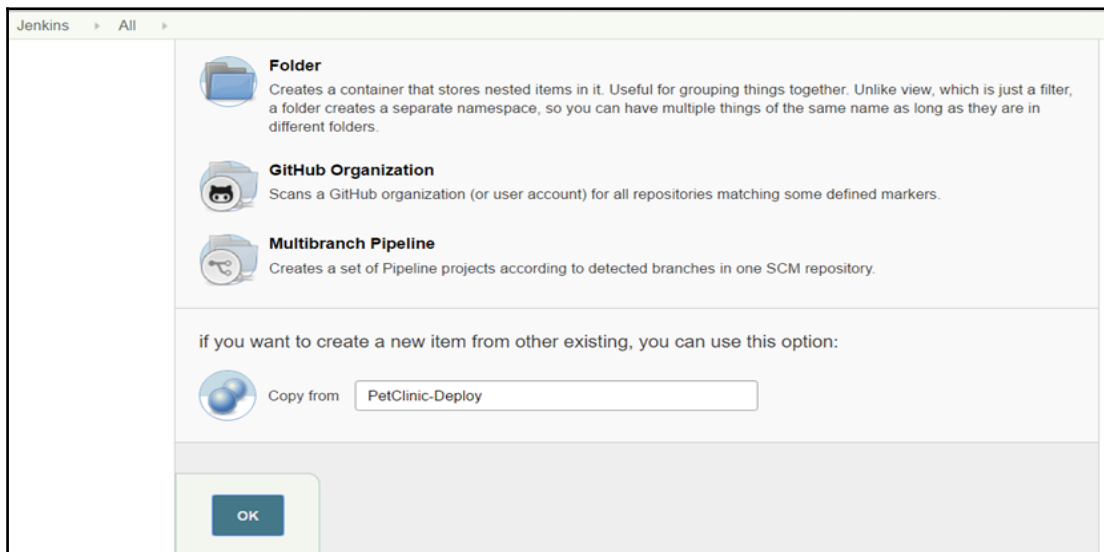 Jenkins All
Folder
Creates a container that stores nested items in it. Useful for grouping things together. Unlike view, which is just a filter,
a folder creates a separate namespace, so you can have multiple things of the same name as long as they are in
different folders.
GitHub Organization
Scans a GitHub organization (or user account) for all repositories matching some defined markers.
Multibranch Pipeline
Creates a set of Pipeline projects according to detected branches in one SCM repository.
if you want to create a new item from other existing, you can use this option:
Copy from PetClinic-Deploy
OK